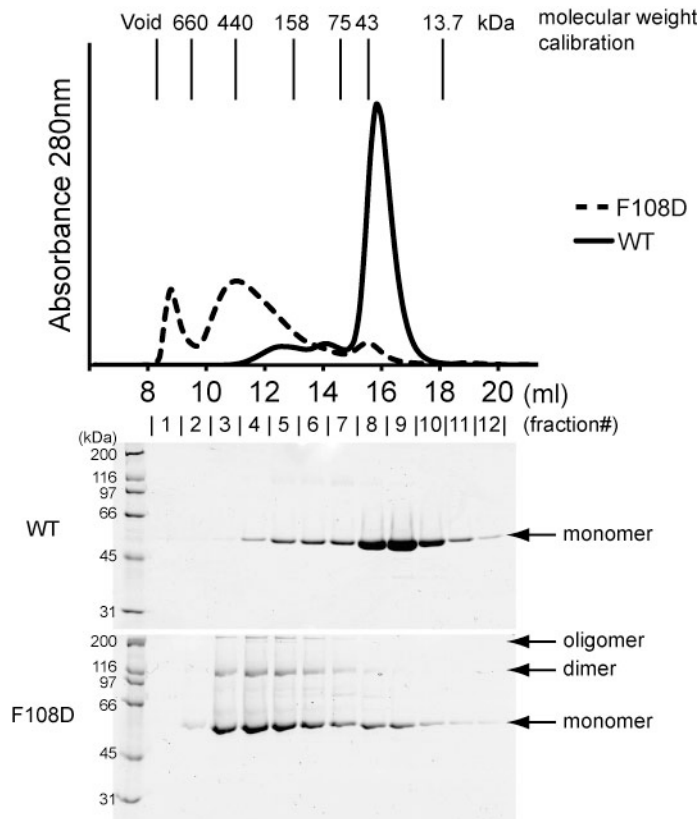 Void 660 440 158 75 43 13.7 kDa
molecular weight
calibration
Absorbance 280nm
F108D
WT
8 10 12 14 16 18 20 (ml)
| 1 | 2 | 3 | 4 | 5 | 6 | 7 | 8 | 9 |10 |11 |12 | (fraction#)
(kDa)
200
116
97
66
45
31
WT
monomer
200
116
97
66
45
31
F108D
oligomer
dimer
monomer